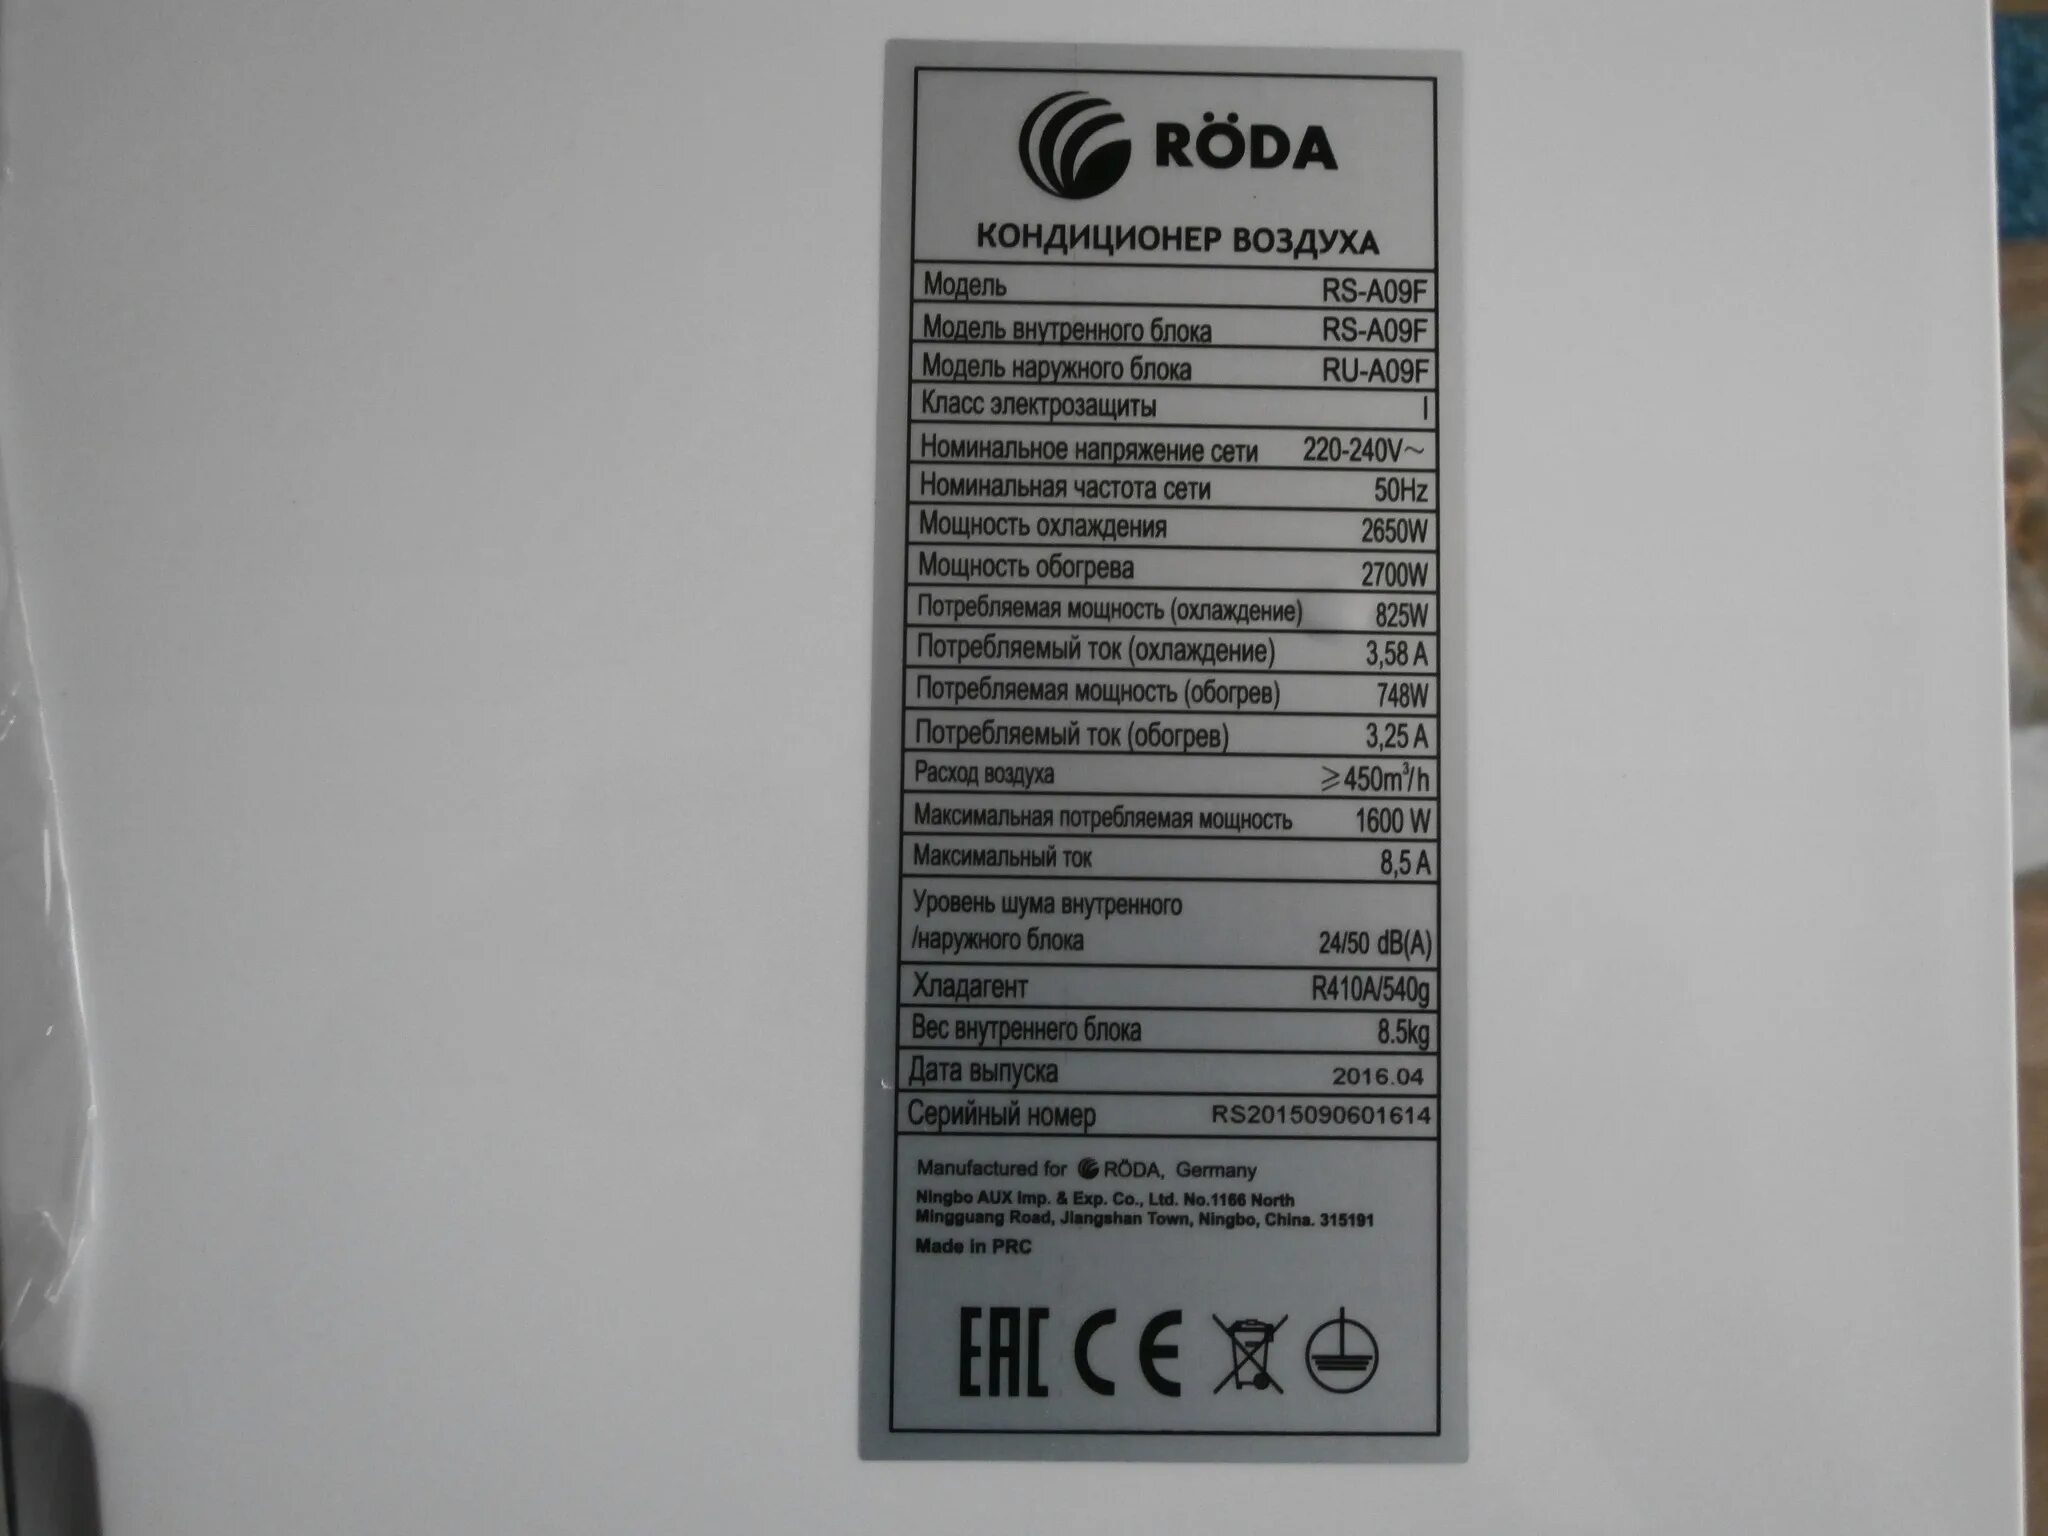 RÖDA
КОНДИЦИОНЕР ВОЗДУХА
Модель RS-A09F
Модель внутренного блока RS-A09F
Модель наружного блока RU-A09F
Класс электрозащиты I
Номинальное напряжение сети 220-240V~
Номинальная частота сети 50Hz
Мощность охлаждения 2650W
Мощность обогрева 2700W
Потребляемая мощность (охлаждение) 825W
Потребляемый ток (охлаждение) 3,58 A
Потребляемая мощность (обогрев) 748W
Потребляемый ток (обогрев) 3,25 A
Расход воздуха ⩾450m³/h
Максимальная потребляемая мощность 1600 W
Максимальный ток 8,5 A
Уровень шума внутренного
/наружного блока 24/50 dB(A)
Хладагент R410A/540g
Вес внутреннего блока 8.5kg
Дата выпуска 2016.04
Серийный номер RS2015090601614
Manufactured for RÖDA, Germany
Ningbo AUX Imp. & Exp. Co., Ltd. No.1166 North
Mingguang Road, Jiangshan Town, Ningbo, China. 315191
Made in PRC
EAC CE